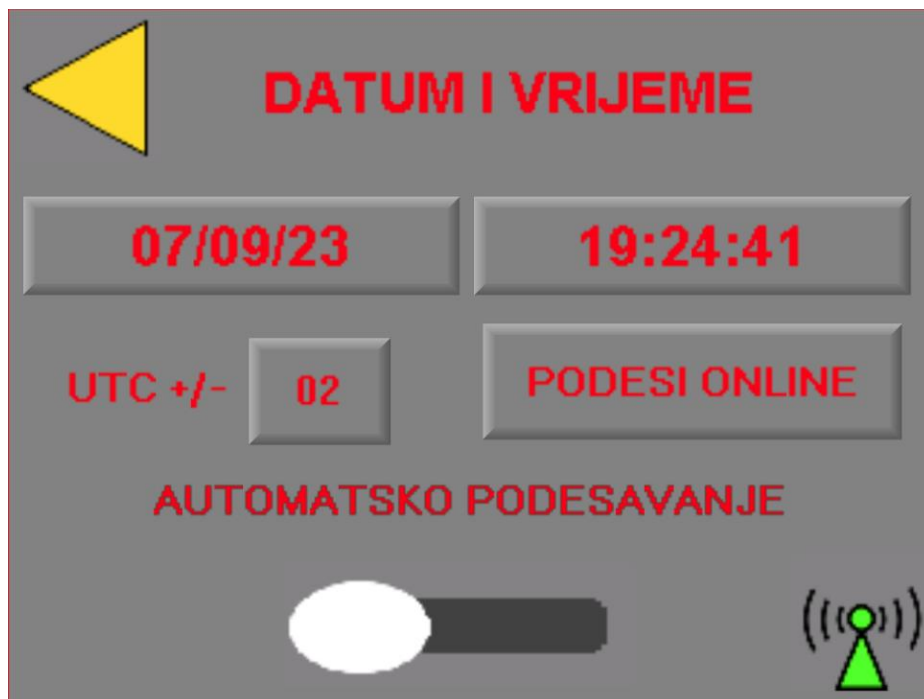 DATUM I VRIJEME
07/09/23 19:24:41
UTC +/- 02 PODESI ONLINE
AUTOMATSKO PODESAVANJE